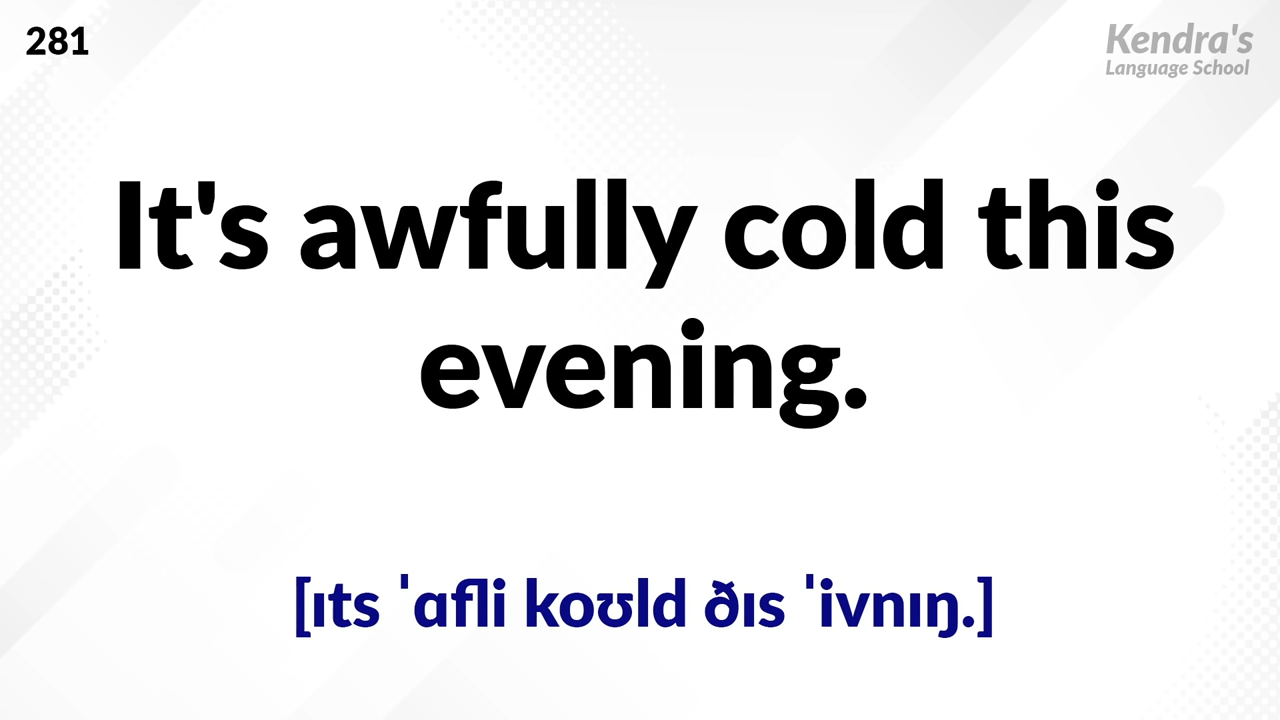 281
Kendra's
Language School
It's awfully cold this
evening.
[ɪts ˈɑfli koʊld ðɪs ˈivnɪŋ.]